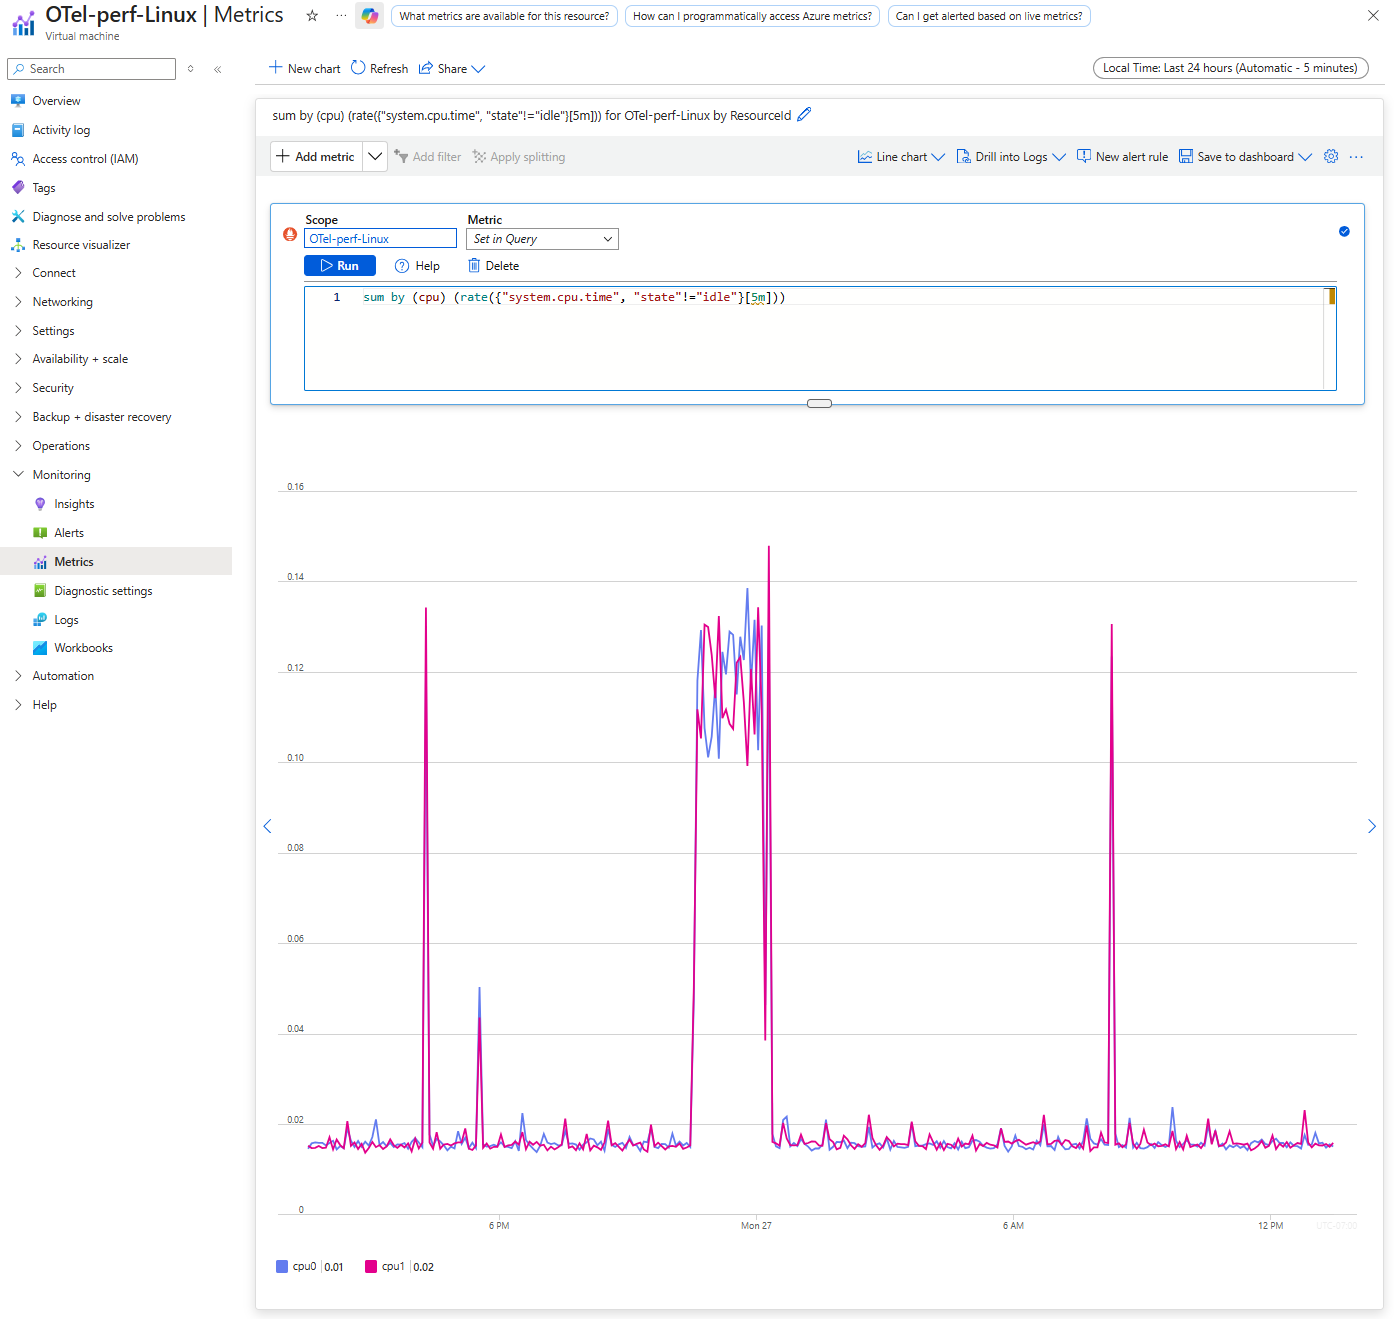 OTel-perf-Linux | Metrics
Virtual machine
What metrics are available for this resource?
How can I programmatically access Azure metrics?
Can I get alerted based on live metrics?
Search
Overview
Activity log
Access control (IAM)
Tags
Diagnose and solve problems
Resource visualizer
Connect
Networking
Settings
Availability + scale
Security
Backup + disaster recovery
Operations
Monitoring
Insights
Alerts
Metrics
Diagnostic settings
Logs
Workbooks
Automation
Help
New chart
Refresh
Share
Local Time: Last 24 hours (Automatic - 5 minutes)
sum by (cpu) (rate({"system.cpu.time", "state"!="idle"}[5m])) for OTel-perf-Linux by ResourceId
Add metric
Add filter
Apply splitting
Line chart
Drill into Logs
New alert rule
Save to dashboard
Scope
Metric
OTel-perf-Linux
Set in Query
Run
Help
Delete
1 sum by (cpu) (rate({"system.cpu.time", "state"!="idle"}[5m]))
0.16
0.14
0.12
0.10
0.08
0.06
0.04
0.02
0
6 PM
Mon 27
6 AM
12 PM
UTC-07:00
cpu0 0.01
cpu1 0.02